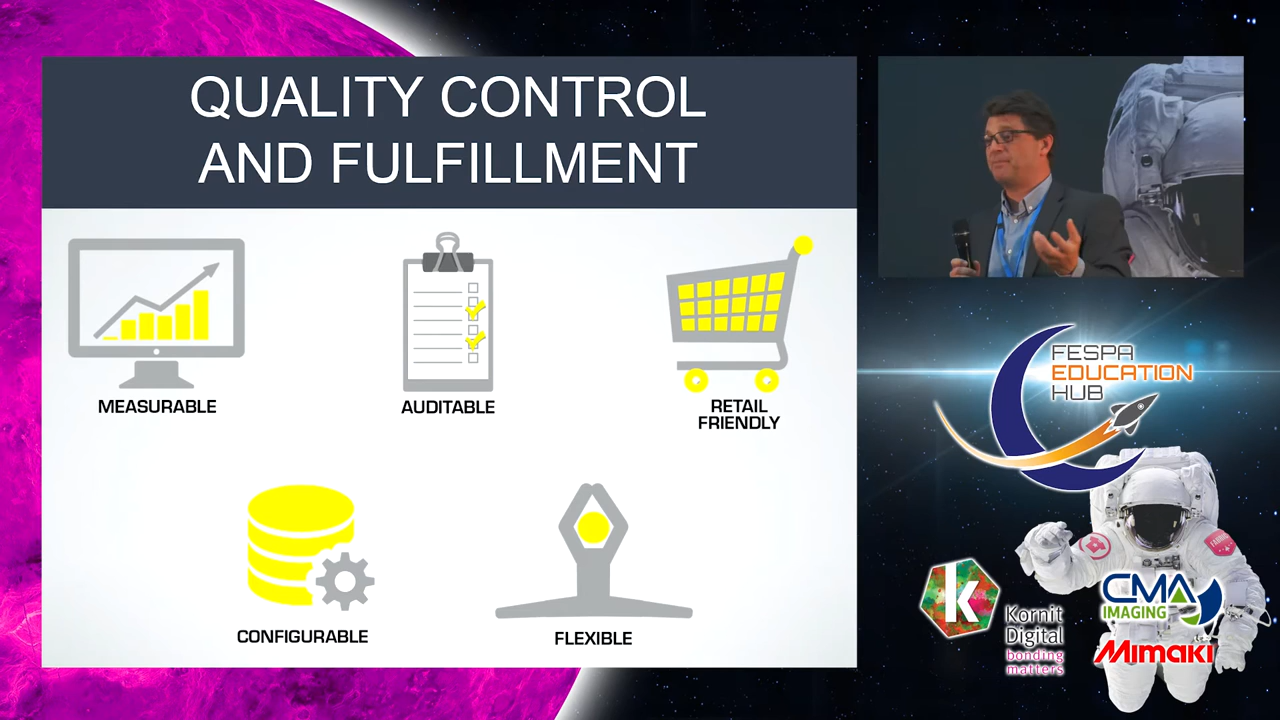 QUALITY CONTROL
AND FULFILLMENT
MEASURABLE
AUDITABLE
RETAIL
FRIENDLY
CONFIGURABLE
FLEXIBLE
FESPA
EDUCATION
HUB
k
Kornit
Digital
bonding
matters
CMA
IMAGING
Mimaki